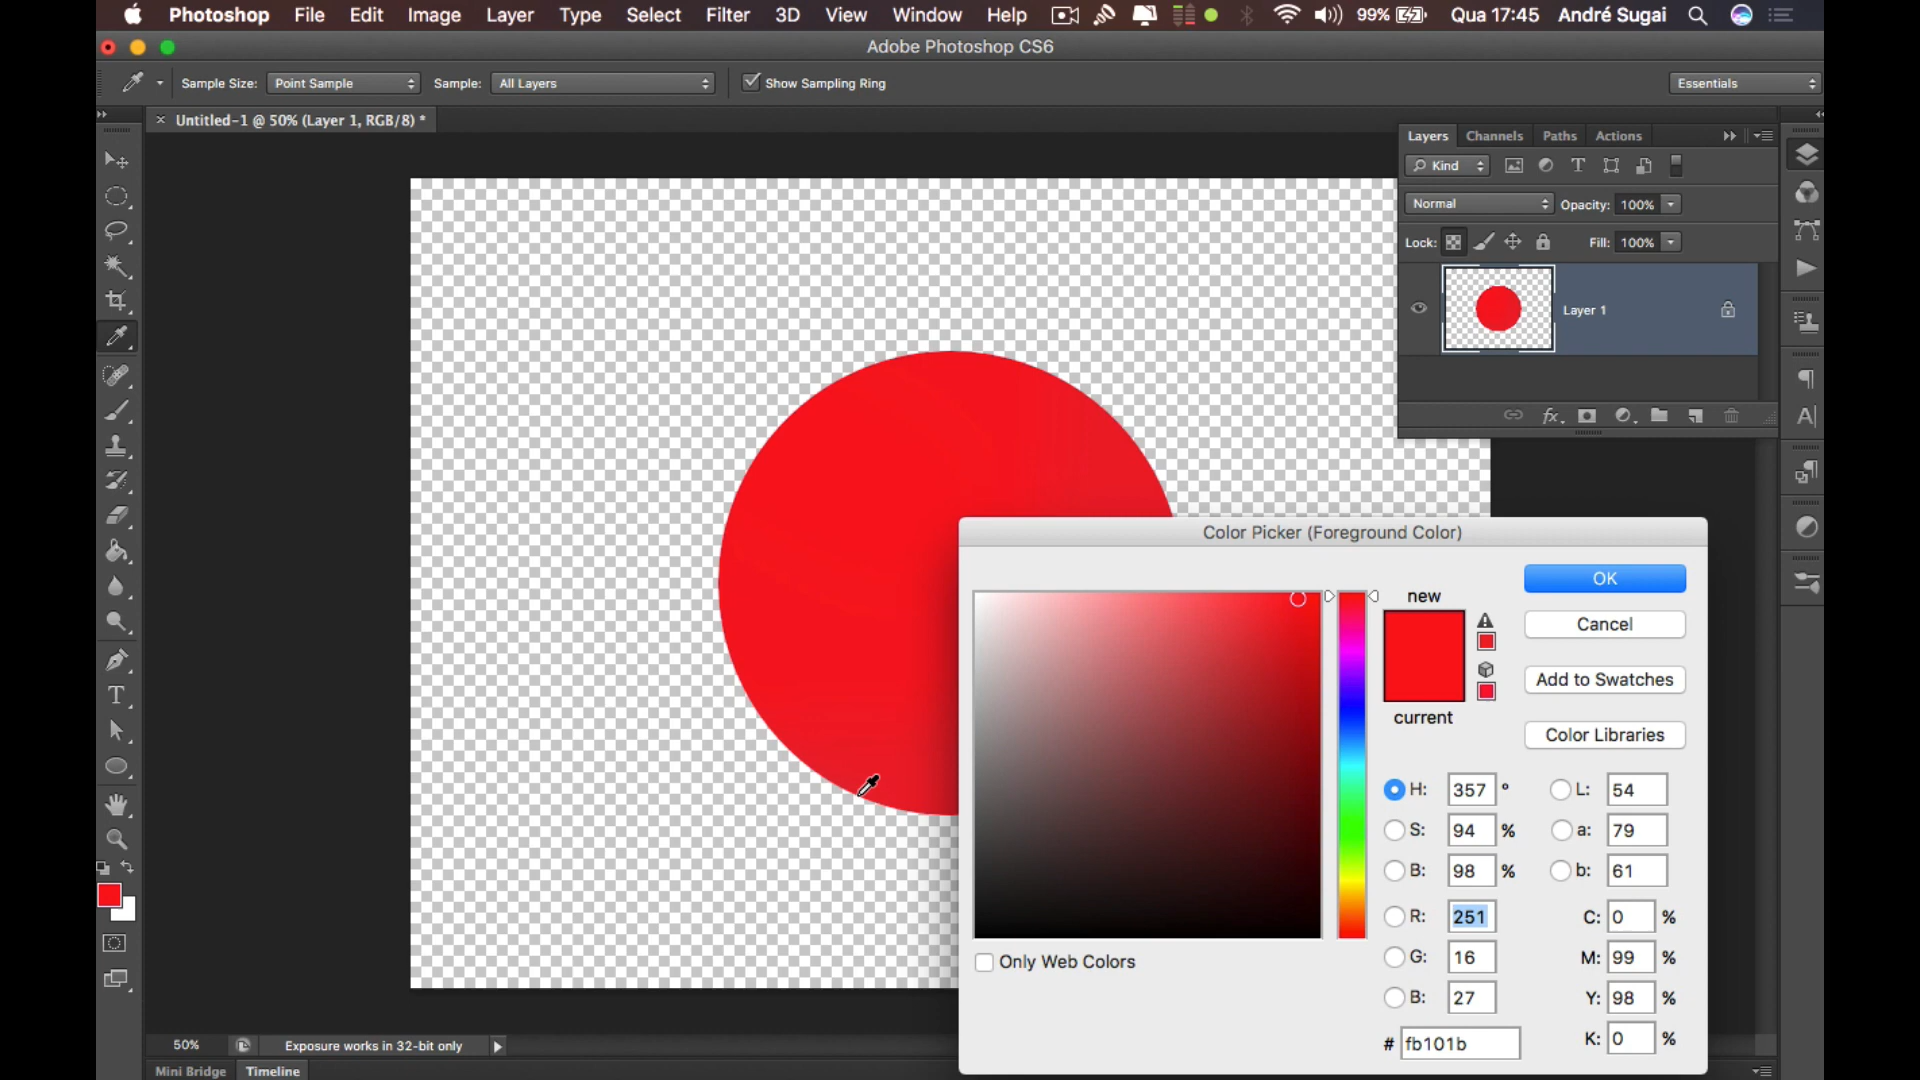 Photoshop File Edit Image Layer Type Select Filter 3D View Window Help 99% Qua 17:45 André Sugai
Adobe Photoshop CS6
Sample Size: Point Sample Sample: All Layers Show Sampling Ring Essentials
Untitled-1 @ 50% (Layer 1, RGB/8) *
Layers Channels Paths Actions
Kind
Normal Opacity: 100%
Lock: Fill: 100%
Layer 1
Color Picker (Foreground Color)
OK
new
Cancel
Add to Swatches
current
Color Libraries
H: 357 ° L: 54
S: 94 % a: 79
B: 98 % b: 61
R: 251 C: 0 %
Only Web Colors
G: 16 M: 99 %
B: 27 Y: 98 %
# fb101b K: 0 %
50% Exposure works in 32-bit only
Mini Bridge Timeline